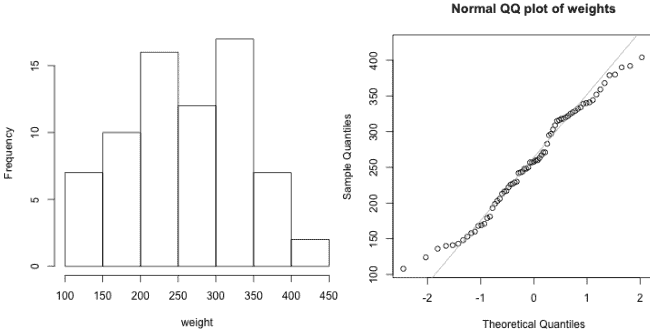 Normal QQ plot of weights
Frequency
0
5
10
15
100 150 200 250 300 350 400 450
weight
Sample Quantiles
100 150 200 250 300 350 400
-2 -1 0 1 2
Theoretical Quantiles